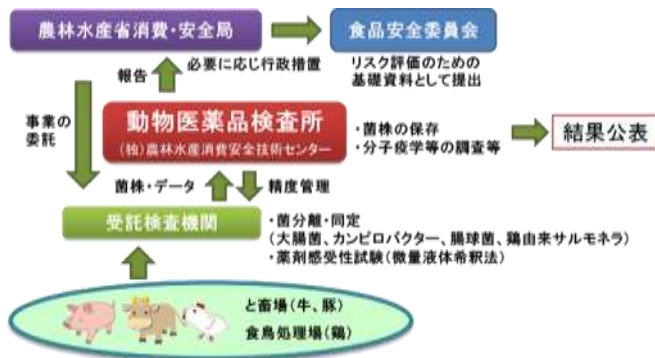 農林水産省消費・安全局
食品安全委員会
報告
必要に応じ行政措置
リスク評価のための
基礎資料として提出
事業の
委託
動物医薬品検査所
(独)農林水産消費安全技術センター
・菌株の保存
・分子疫学等の調査等
結果公表
菌株・データ
精度管理
受託検査機関
・菌分離・同定
(大腸菌、カンピロバクター、腸球菌、鶏由来サルモネラ)
・薬剤感受性試験(微量液体希釈法)
と畜場(牛、豚)
食鳥処理場(鶏)